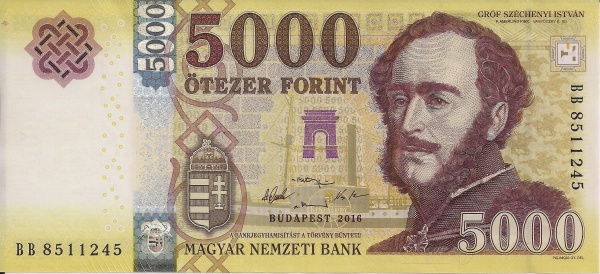 GRÓF SZÉCHENYI ISTVÁN
5000
5000
ÖTEZER FORINT
BB 8511245
BUDAPEST 2016
A BANKJEGYHAMISÍTÁST A TÖRVÉNY BÜNTETI!
BB 8511245
MAGYAR NEMZETI BANK
5000